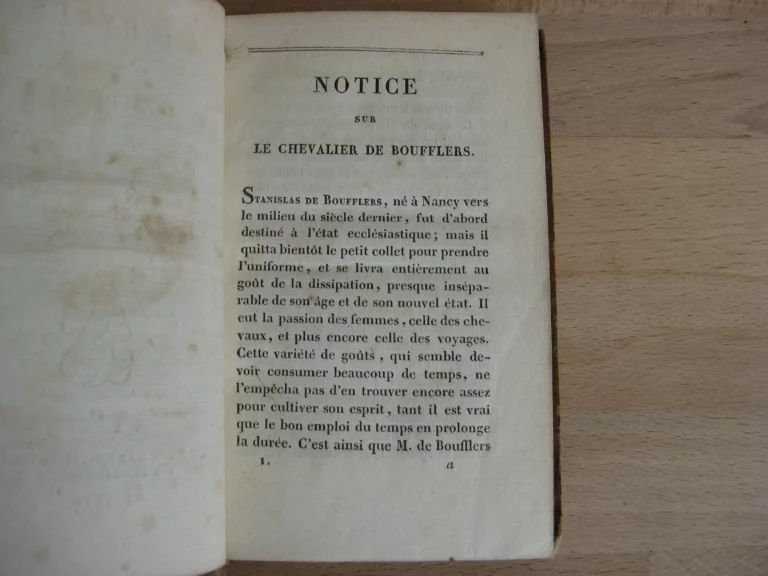 NOTICE
SUR
LE CHEVALIER DE BOUFFLERS.
STANISLAS DE BOUFFLERS, né à Nancy vers
le milieu du siècle dernier, fut d'abord
destiné à l'état ecclésiastique; mais il
quitta bientôt le petit collet pour prendre
l'uniforme, et se livra entièrement au
goût de la dissipation, presque insépa-
rable de son âge et de son nouvel état. Il
eut la passion des femmes, celle des che-
vaux, et plus encore celle des voyages.
Cette variété de goûts, qui semble de-
voir consumer beaucoup de temps, ne
l'empêcha pas d'en trouver encore assez
pour cultiver son esprit, tant il est vrai
que le bon emploi du temps en prolonge
la durée. C'est ainsi que M. de Boufflers
I. a